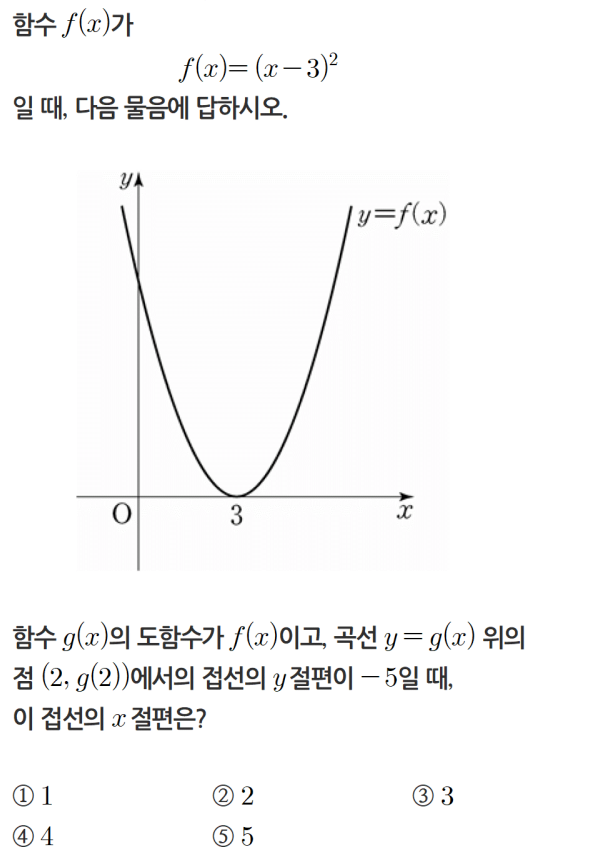 함수 f(x)가
f(x)=(x-3)²
일 때, 다음 물음에 답하시오.
y
y=f(x)
O
3
x
함수 g(x)의 도함수가 f(x)이고, 곡선 y=g(x) 위의
점 (2, g(2))에서의 접선의 y절편이 -5일 때,
이 접선의 x절편은?
① 1 ② 2 ③ 3
④ 4 ⑤ 5